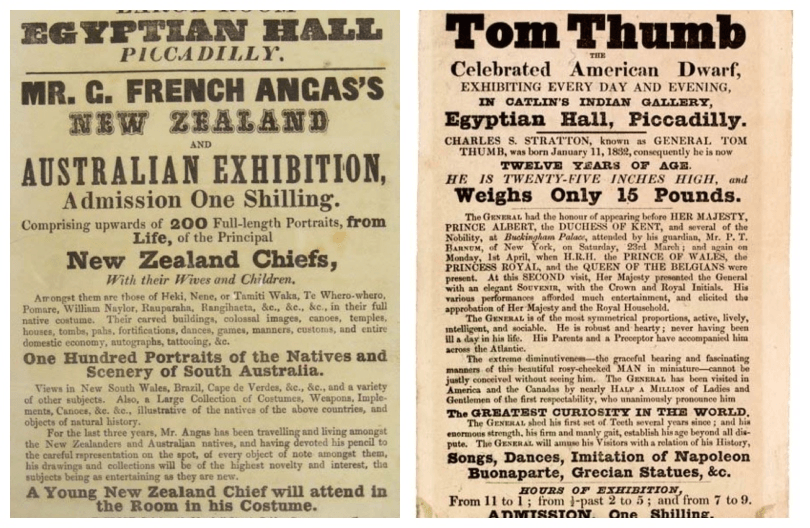 LARGE ROOM
EGYPTIAN HALL
PICCADILLY.
MR. G. FRENCH ANGAS'S
NEW ZEALAND
AND
AUSTRALIAN EXHIBITION,
Admission One Shilling.
Comprising upwards of 200 Full-length Portraits, from
Life, of the Principal
New Zealand Chiefs,
With their Wives and Children.
Amongst them are those of Heki, Nene, or Tamiti Waka, Te Whero-whero,
Pomare, William Naylor, Rauparaha, Rangihaeta, &c., &c., &c., in their full
native costume. Their carved buildings, colossal images, canoes, temples,
houses, tombs, pahs, fortifications, dances, games, manners, customs, and entire
domestic economy, autographs, tattooing, &c.
One Hundred Portraits of the Natives and
Scenery of South Australia.
Views in New South Wales, Brazil, Cape de Verdes, &c., &c., and a variety
of other subjects. Also, a Large Collection of Costumes, Weapons, Imple-
ments, Canoes, &c. &c., illustrative of the natives of the above countries, and
objects of natural history.
For the last three years, Mr. Angas has been travelling and living amongst
the New Zealanders and Australian natives, and having devoted his pencil to
the careful representation on the spot, of every object of note amongst them,
his drawings and collections will be of the highest novelty and interest, the
subjects being as entertaining as they are new.
A Young New Zealand Chief will attend in
the Room in his Costume.
Tom Thumb
THE
Celebrated American Dwarf,
EXHIBITING EVERY DAY AND EVENING,
IN CATLIN'S INDIAN GALLERY,
Egyptian Hall, Piccadilly.
CHARLES S. STRATTON, known as GENERAL TOM
THUMB, was born January 11, 1832, consequently he is now
TWELVE YEARS OF AGE.
HE IS TWENTY-FIVE INCHES HIGH, and
Weighs Only 15 Pounds.
The GENERAL had the honour of appearing before HER MAJESTY,
PRINCE ALBERT, the DUCHESS OF KENT, and several of the
Nobility, at Buckingham Palace, attended by his guardian, Mr. P. T.
BARNUM, of New York, on Saturday, 23rd March; and again on
Monday, 1st April, when H.R.H. the PRINCE OF WALES, the
PRINCESS ROYAL, and the QUEEN OF THE BELGIANS were
present. At this SECOND visit, Her Majesty presented the General
with an elegant SOUVENIR, with the Crown and Royal Initials. His
various performances afforded much entertainment, and elicited the
approbation of Her Majesty and the Royal Household.
The GENERAL is of the most symmetrical proportions, active, lively,
intelligent, and sociable. He is robust and hearty; never having been
ill a day in his life. His Parents and a Preceptor have accompanied him
across the Atlantic.
The extreme diminutiveness—the graceful bearing and fascinating
manners of this beautiful rosy-checked MAN in miniature—cannot be
justly conceived without seeing him. The GENERAL has been visited in
America and the Canadas by nearly HALF A MILLION of Ladies and
Gentlemen of the first respectability, who unanimously pronounce him
The GREATEST CURIOSITY IN THE WORLD.
The GENERAL shed his first set of Teeth several years since; and his
enormous strength, his firm and manly gait, establish his age beyond all dis-
pute. The GENERAL will amuse his Visitors with a relation of his History,
Songs, Dances, Imitation of Napoleon
Buonaparte, Grecian Statues, &c.
HOURS OF EXHIBITION,
From 11 to 1; from ½-past 2 to 5; and from 7 to 9.
ADMISSION, One Shilling.